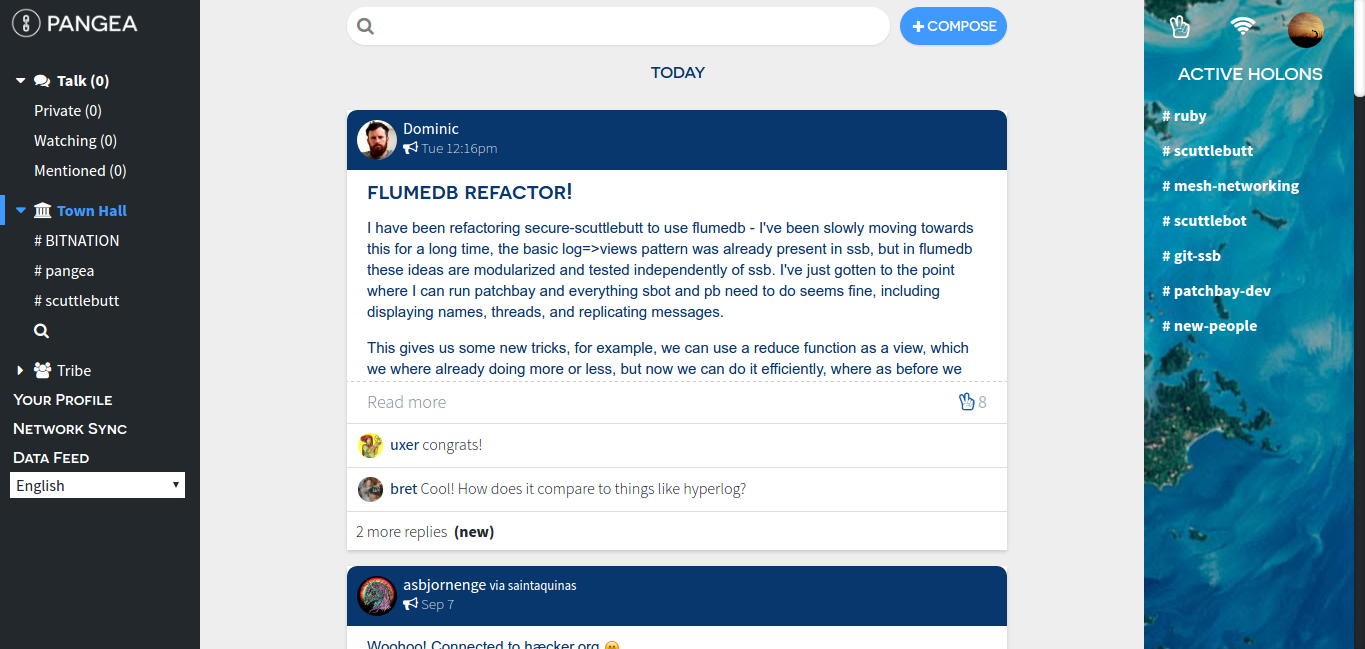 PANGEA
Talk (0)
Private (0)
Watching (0)
Mentioned (0)
Town Hall
# BITNATION
# pangea
# scuttlebutt
Tribe
YOUR PROFILE
NETWORK SYNC
DATA FEED
English
COMPOSE
TODAY
Dominic
Tue 12:16pm
FLUMEDB REFACTOR!
I have been refactoring secure-scuttlebutt to use flumedb - I've been slowly moving towards
this for a long time, the basic log=>views pattern was already present in ssb, but in flumedb
these ideas are modularized and tested independently of ssb. I've just gotten to the point
where I can run patchbay and everything sbot and pb need to do seems fine, including
displaying names, threads, and replicating messages.
This gives us some new tricks, for example, we can use a reduce function as a view, which
we where already doing more or less, but now we can do it efficiently, where as before we
Read more
8
uxer congrats!
bret Cool! How does it compare to things like hyperlog?
2 more replies (new)
asbjornenge via saintaquinas
Sep 7
Woohoo! Connected to hæcker.org
ACTIVE HOLONS
# ruby
# scuttlebutt
# mesh-networking
# scuttlebot
# git-ssb
# patchbay-dev
# new-people